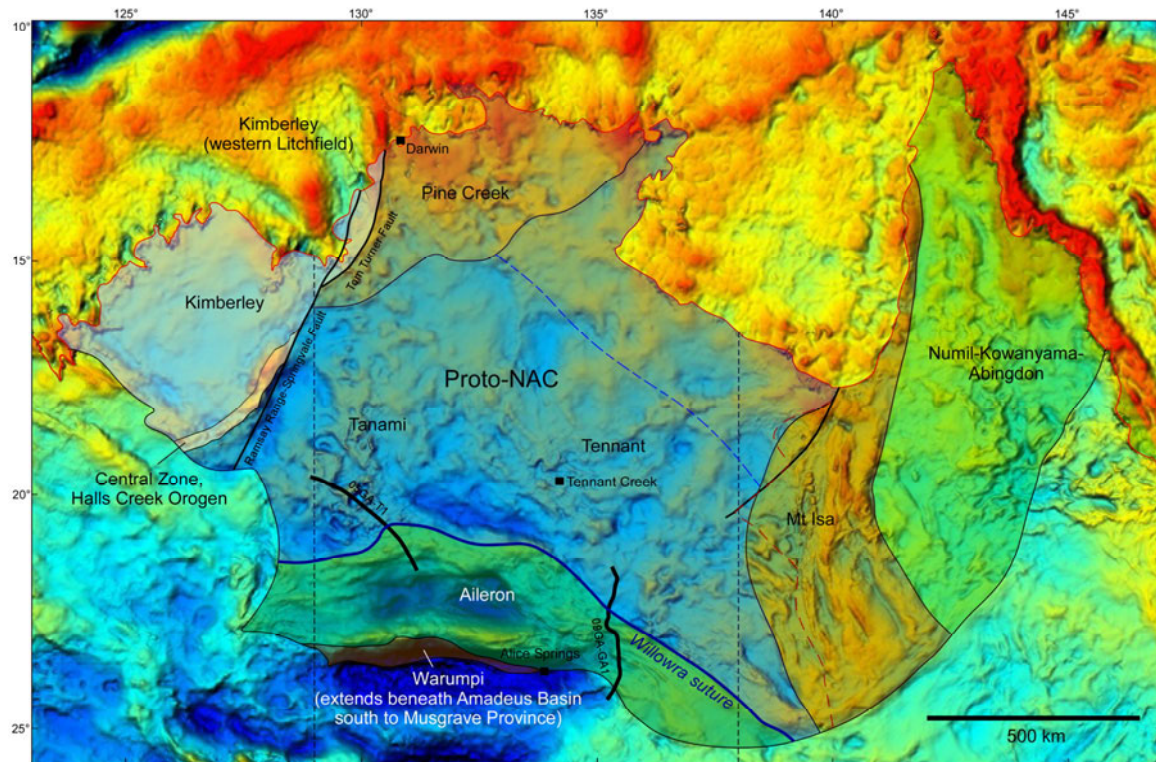 130°
135°
140°
145°
10°
Kimberley
(western Litchfield)
Darwin
Pine Creek
Tom Turner Fault
15°
Kimberley
Ramsay Range-Springvale Fault
Proto-NAC
Numil-Kowanyama-
Abingdon
Tanami
Tennant
Central Zone,
Halls Creek Orogen
Tennant Creek
20°
Mt Isa
Aileron
09GA-GA1
Willowra suture
Alice Springs
Warumpi
(extends beneath Amadeus Basin
south to Musgrave Province)
25°
500 km